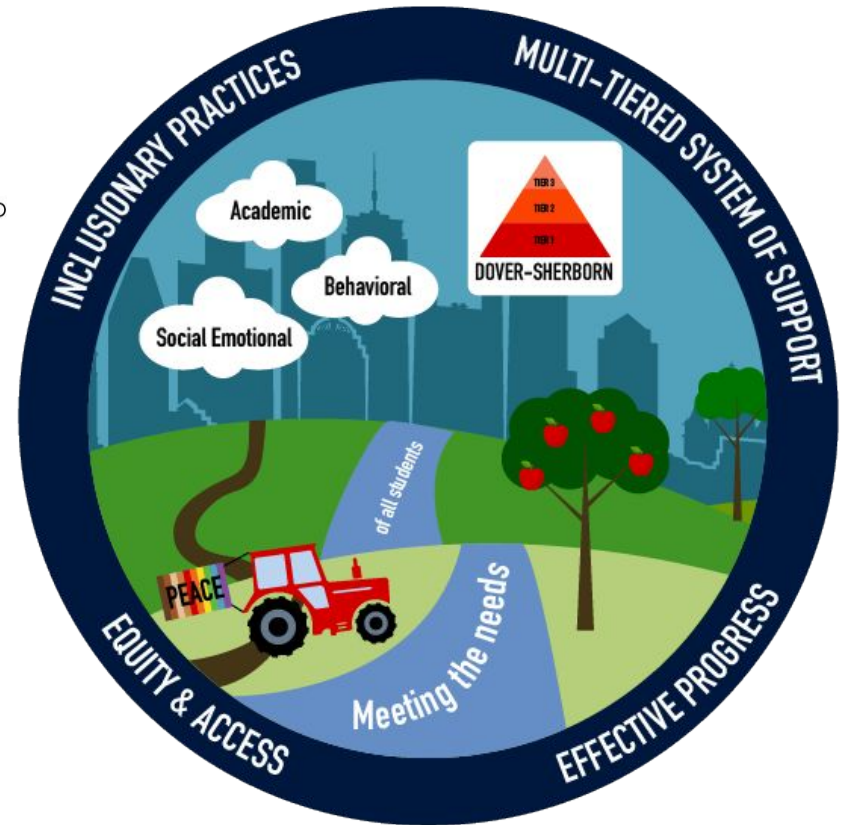 INCLUSIONARY PRACTICES
MULTI-TIERED SYSTEM OF SUPPORT
Academic
Behavioral
Social Emotional
TIER 3
TIER 2
TIER 1
DOVER-SHERBORN
of all students
PEACE
Meeting the needs
EQUITY & ACCESS
EFFECTIVE PROGRESS